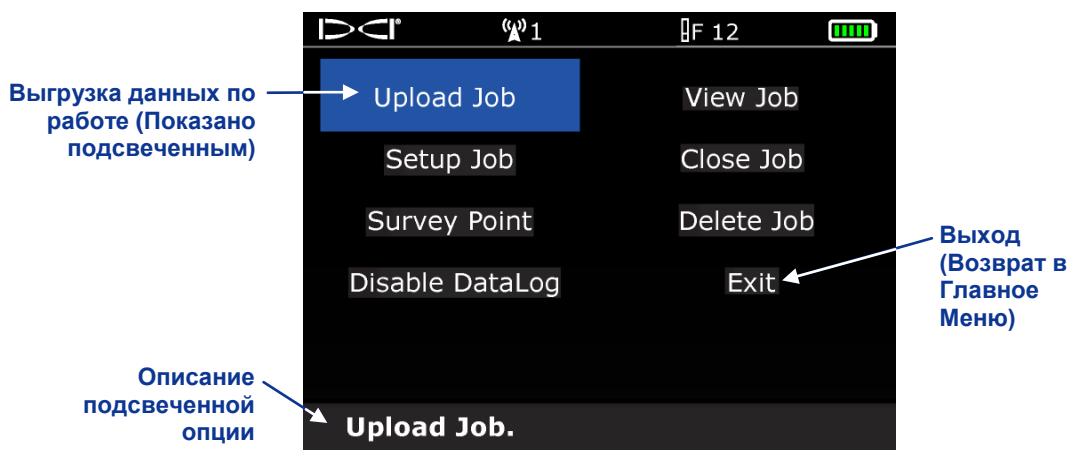 DCI®
1
F 12
Выгрузка данных по
работе (Показано
подсвеченным)
Upload Job
View Job
Setup Job
Close Job
Survey Point
Delete Job
Disable DataLog
Exit
Выход
(Возврат в
Главное
Меню)
Описание
подсвеченной
опции
Upload Job.